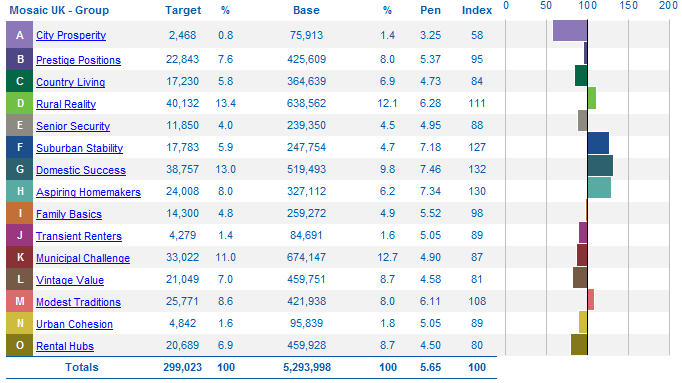 Mosaic UK - Group Target % Base % Pen Index 0 50 100 150 200
A City Prosperity 2,468 0.8 75,913 1.4 3.25 58
B Prestige Positions 22,843 7.6 425,609 8.0 5.37 95
C Country Living 17,230 5.8 364,639 6.9 4.73 84
D Rural Reality 40,132 13.4 638,562 12.1 6.28 111
E Senior Security 11,850 4.0 239,350 4.5 4.95 88
F Suburban Stability 17,783 5.9 247,754 4.7 7.18 127
G Domestic Success 38,757 13.0 519,493 9.8 7.46 132
H Aspiring Homemakers 24,008 8.0 327,112 6.2 7.34 130
I Family Basics 14,300 4.8 259,272 4.9 5.52 98
J Transient Renters 4,279 1.4 84,691 1.6 5.05 89
K Municipal Challenge 33,022 11.0 674,147 12.7 4.90 87
L Vintage Value 21,049 7.0 459,751 8.7 4.58 81
M Modest Traditions 25,771 8.6 421,938 8.0 6.11 108
N Urban Cohesion 4,842 1.6 95,839 1.8 5.05 89
O Rental Hubs 20,689 6.9 459,928 8.7 4.50 80
Totals 299,023 100 5,293,998 100 5.65 100